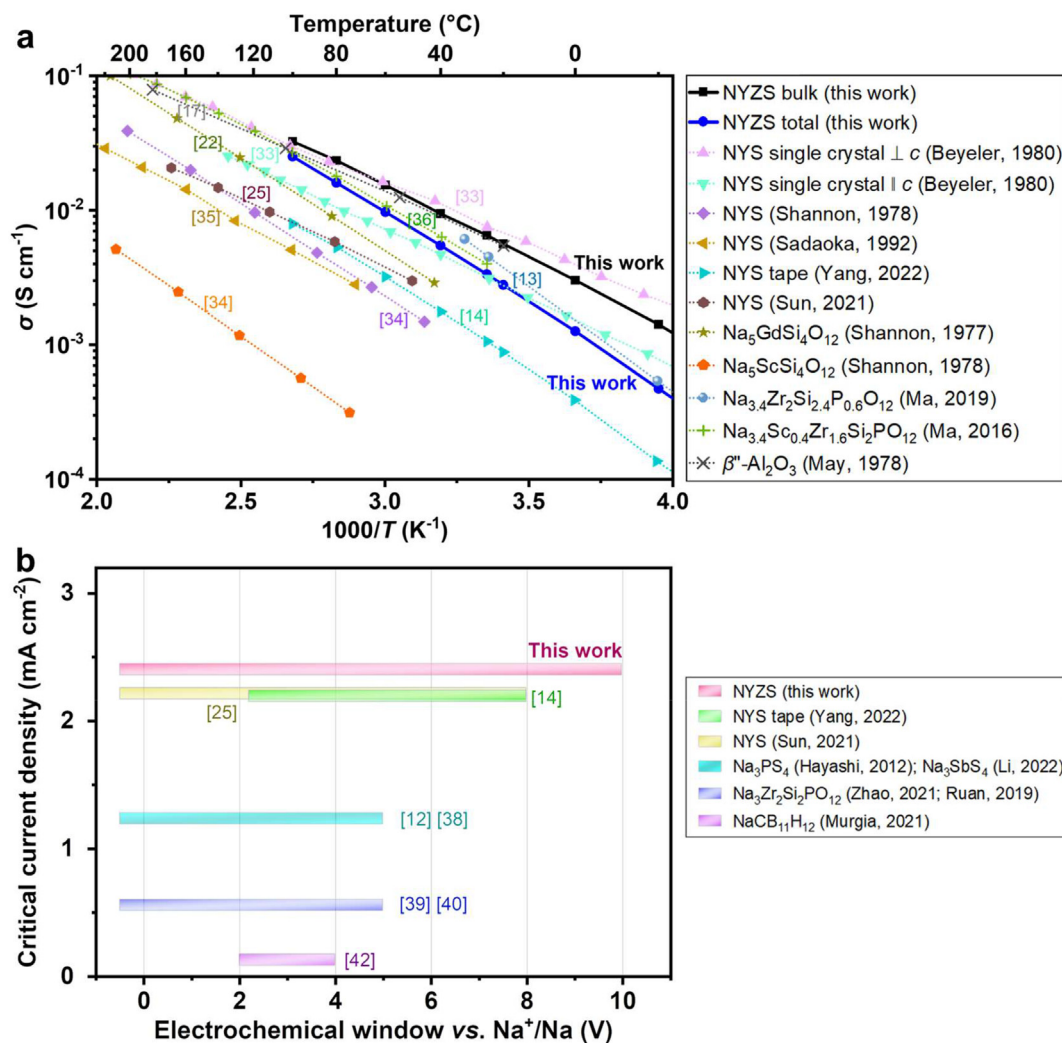 a
Temperature (°C)
200 160 120 80 40 0
10⁻¹
10⁻²
10⁻³
10⁻⁴
σ (S cm⁻¹)
[17]
[22]
[33]
[33]
[25]
[35]
[36]
[13]
[34]
[34]
[14]
This work
This work
2.0 2.5 3.0 3.5 4.0
1000/T (K⁻¹)
NYZS bulk (this work)
NYZS total (this work)
NYS single crystal ⊥ c (Beyeler, 1980)
NYS single crystal ∥ c (Beyeler, 1980)
NYS (Shannon, 1978)
NYS (Sadaoka, 1992)
NYS tape (Yang, 2022)
NYS (Sun, 2021)
Na₅GdSi₄O₁₂ (Shannon, 1977)
Na₅ScSi₄O₁₂ (Shannon, 1978)
Na₃.₄Zr₂Si₂.₄P₀.₆O₁₂ (Ma, 2019)
Na₃.₄Sc₀.₄Zr₁.₆Si₂PO₁₂ (Ma, 2016)
β"-Al₂O₃ (May, 1978)
b
Critical current density (mA cm⁻²)
3
2
1
0
This work
[25]
[14]
[12] [38]
[39] [40]
[42]
0 2 4 6 8 10
Electrochemical window vs. Na⁺/Na (V)
NYZS (this work)
NYS tape (Yang, 2022)
NYS (Sun, 2021)
Na₃PS₄ (Hayashi, 2012); Na₃SbS₄ (Li, 2022)
Na₃Zr₂Si₂PO₁₂ (Zhao, 2021; Ruan, 2019)
NaCB₁₁H₁₂ (Murgia, 2021)